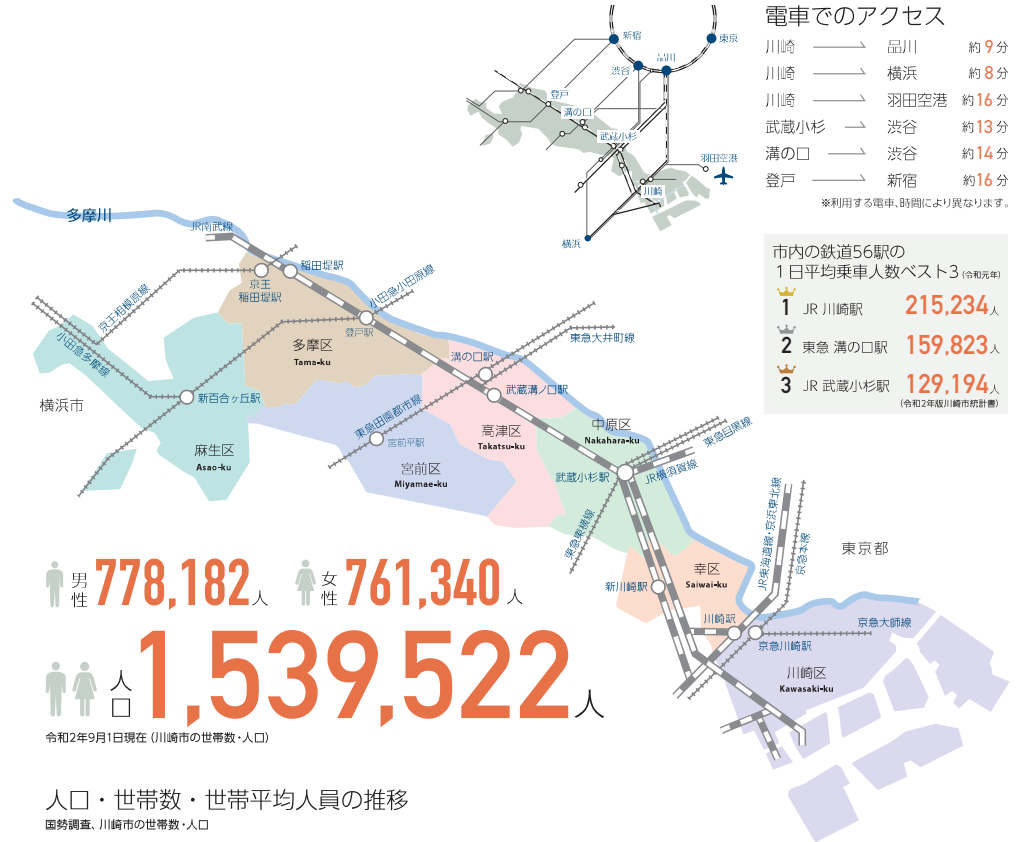 電車でのアクセス
川崎 品川 約9分
川崎 横浜 約8分
川崎 羽田空港 約16分
武蔵小杉 渋谷 約13分
溝の口 渋谷 約14分
登戸 新宿 約16分
※利用する電車、時間により異なります。
新宿
東京
渋谷
品川
登戸
溝の口
武蔵小杉
羽田空港
川崎
横浜
市内の鉄道56駅の
1日平均乗車人数ベスト3(令和元年)
1 JR 川崎駅 215,234人
2 東急 溝の口駅 159,823人
3 JR 武蔵小杉駅 129,194人
(令和2年版川崎市統計書)
多摩川
JR南武線
稲田堤駅
京王
稲田堤駅
小田急小田原線
京王相模原線
登戸駅
小田急多摩線
多摩区
Tama-ku
東急大井町線
溝の口駅
武蔵溝ノ口駅
横浜市
新百合ヶ丘駅
東急田園都市線
宮前平駅
麻生区
Asao-ku
宮前区
Miyamae-ku
高津区
Takatsu-ku
中原区
Nakahara-ku
東急目黒線
武蔵小杉駅
JR横須賀線
東急東横線
JR東海道線・京浜東北線
京急本線
東京都
幸区
Saiwai-ku
新川崎駅
川崎駅
京急川崎駅
京急大師線
川崎区
Kawasaki-ku
男性 778,182人
女性 761,340人
人口 1,539,522人
令和2年9月1日現在(川崎市の世帯数・人口)
人口・世帯数・世帯平均人員の推移
国勢調査、川崎市の世帯数・人口